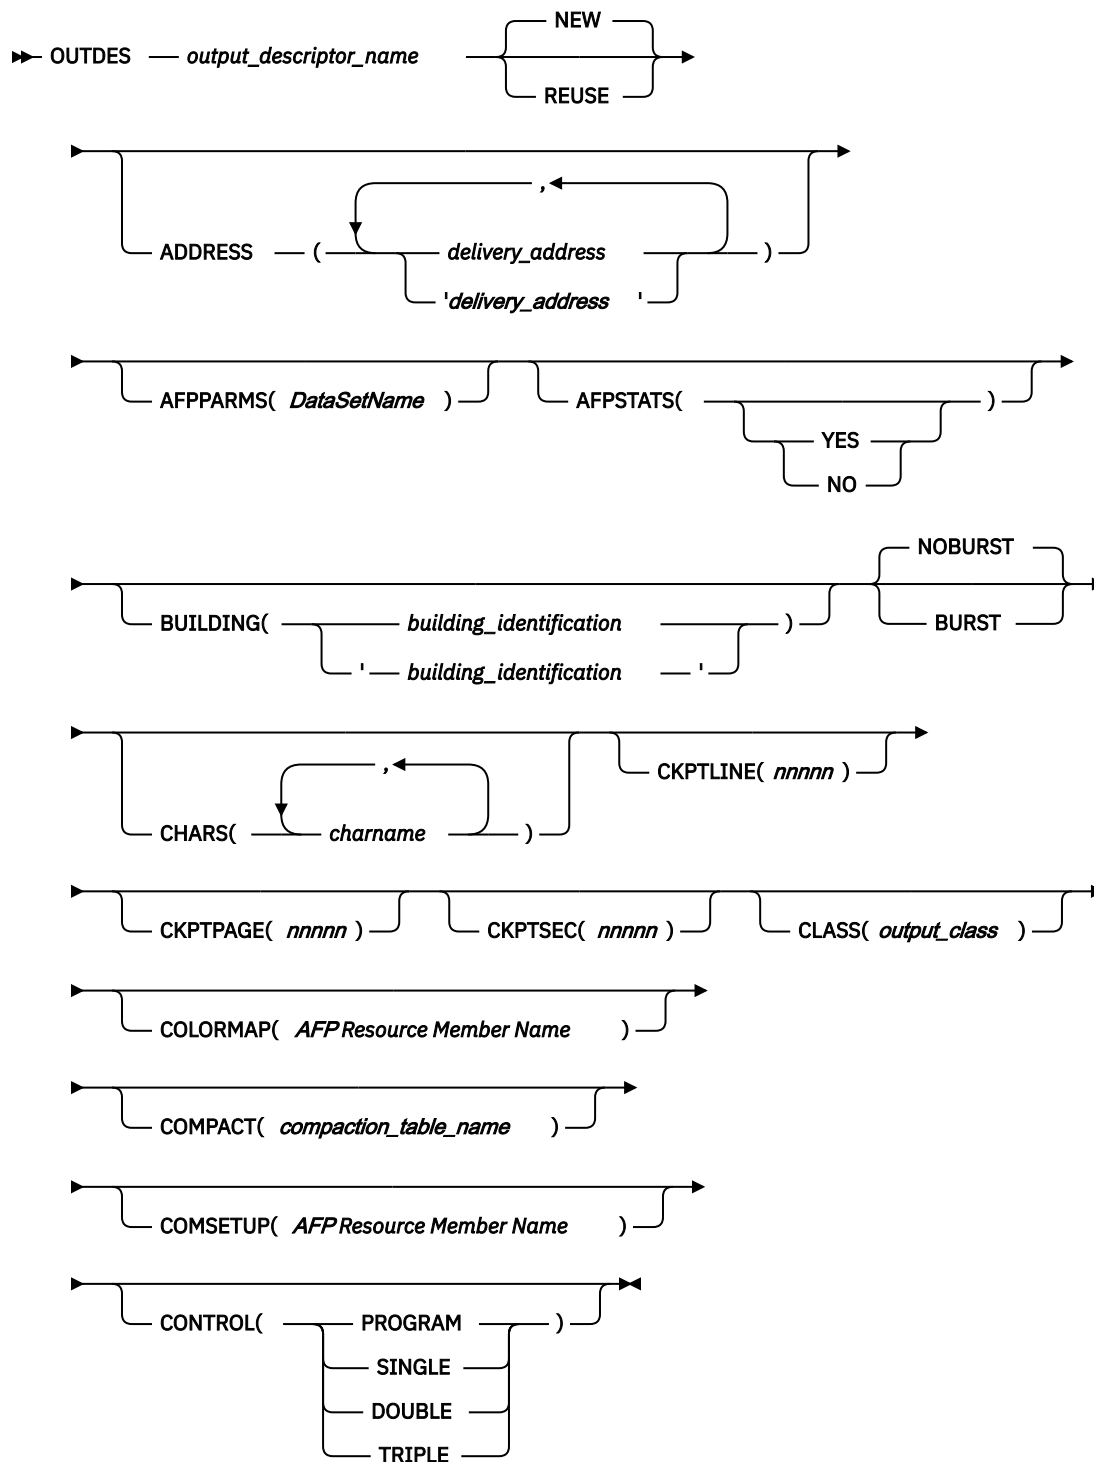 NEW
OUTDES output_descriptor_name
REUSE
,
ADDRESS ( delivery_address )
'delivery_address '
AFPPARMS( DataSetName ) AFPSTATS( )
YES
NO
NOBURST
BUILDING( building_identification ) BURST
' building_identification '
,
CKPTLINE( nnnnn )
CHARS( charname )
CKPTPAGE( nnnnn ) CKPTSEC( nnnnn ) CLASS( output_class )
COLORMAP( AFP Resource Member Name )
COMPACT( compaction_table_name )
COMSETUP( AFP Resource Member Name )
CONTROL( PROGRAM )
SINGLE
DOUBLE
TRIPLE